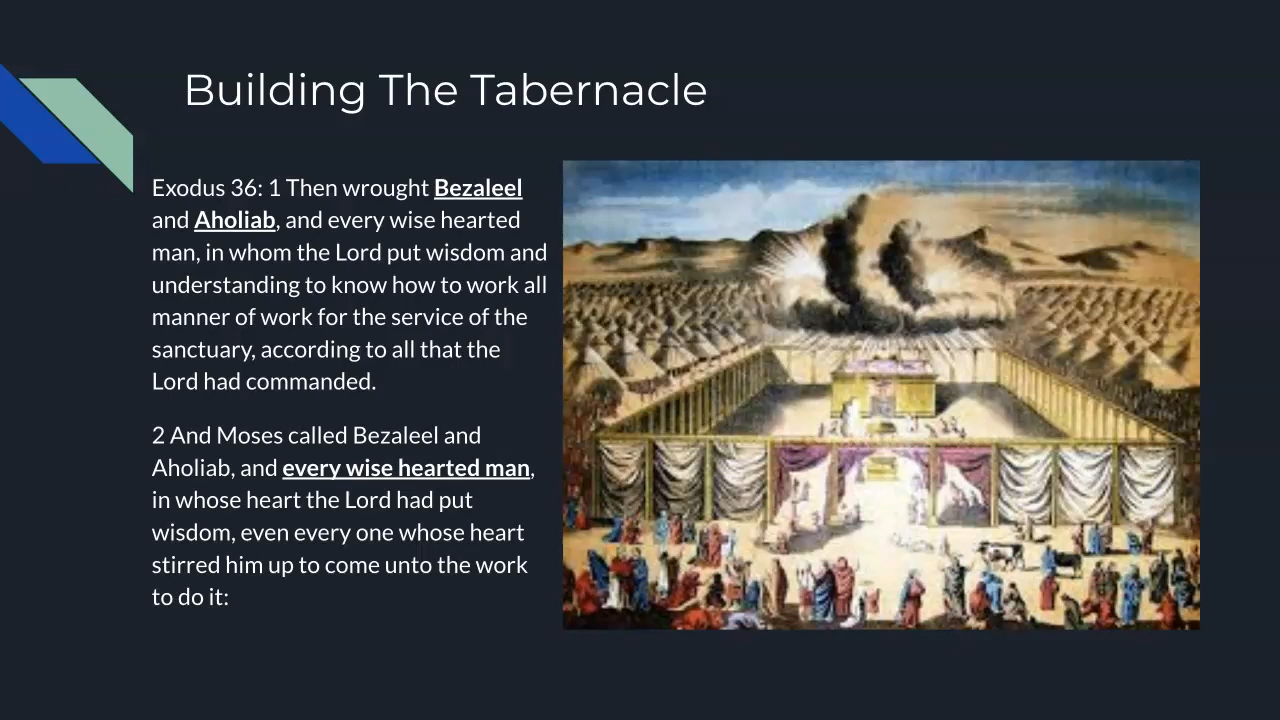 Building The Tabernacle
Exodus 36: 1 Then wrought Bezaleel
and Aholiab, and every wise hearted
man, in whom the Lord put wisdom and
understanding to know how to work all
manner of work for the service of the
sanctuary, according to all that the
Lord had commanded.
2 And Moses called Bezaleel and
Aholiab, and every wise hearted man,
in whose heart the Lord had put
wisdom, even every one whose heart
stirred him up to come unto the work
to do it: